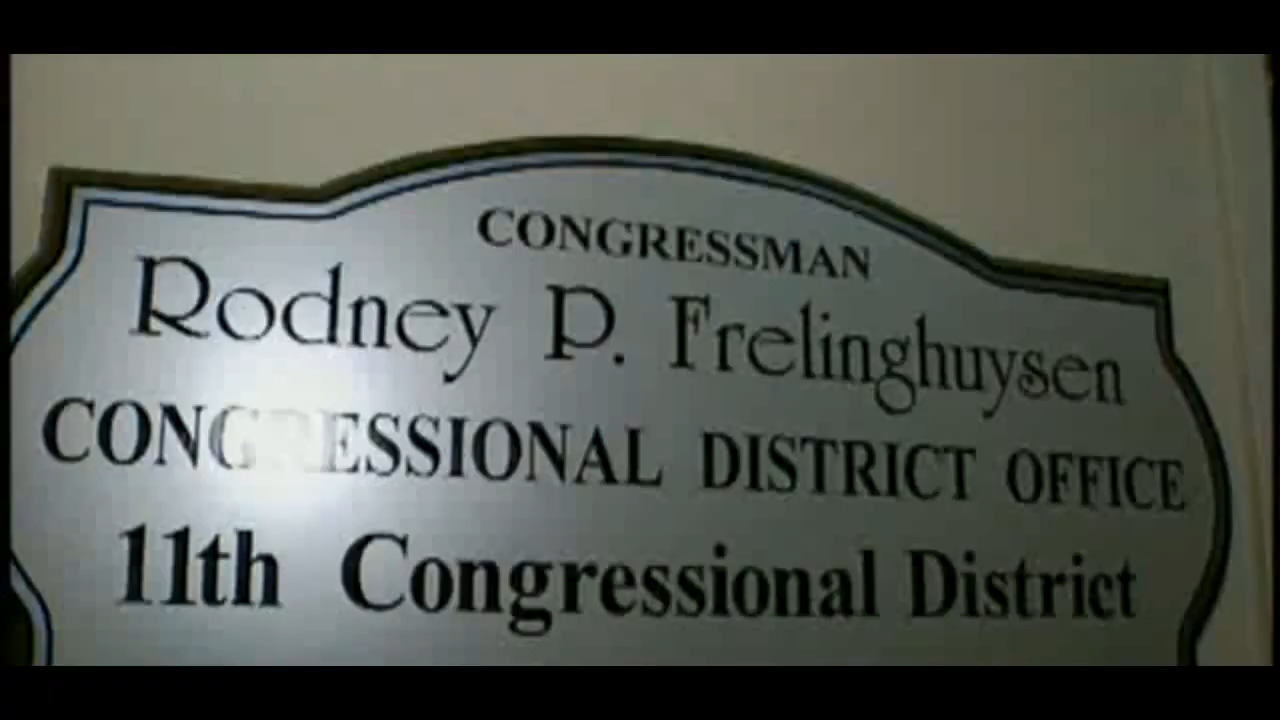 CONGRESSMAN
Rodney P. Frelinghuysen
CONGRESSIONAL DISTRICT OFFICE
11th Congressional District